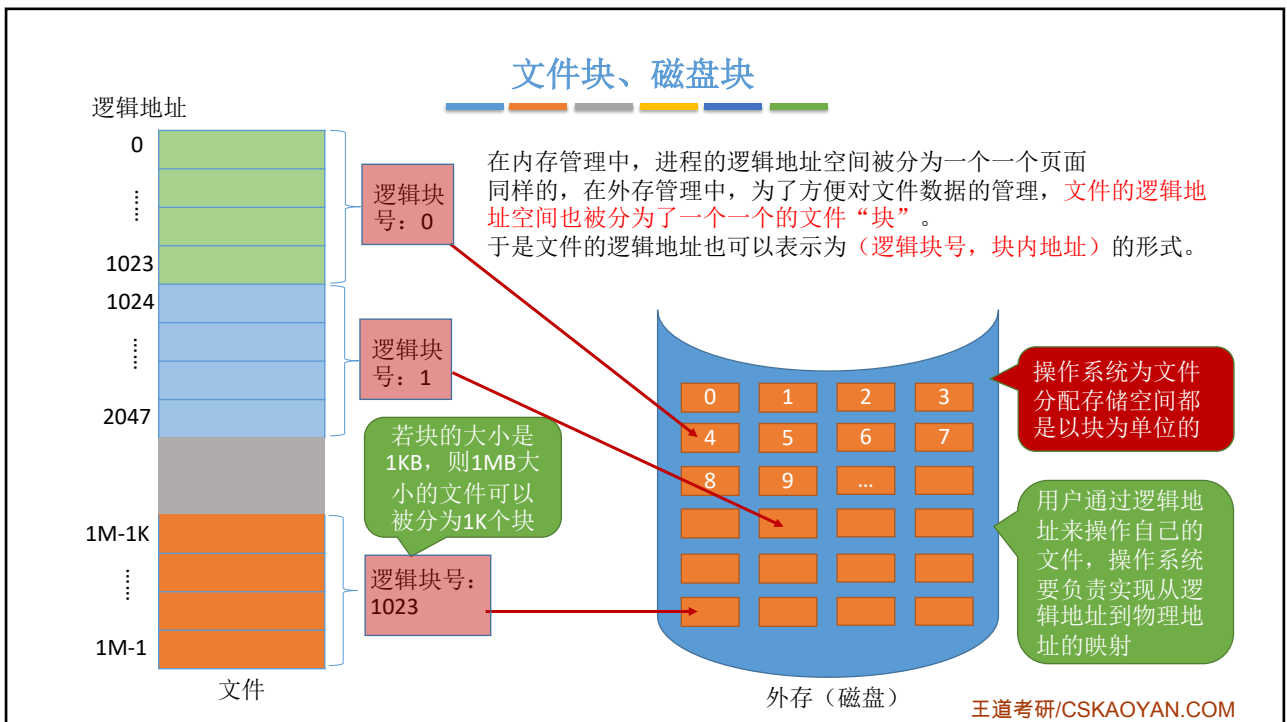 文件块、磁盘块
逻辑地址
0
……
1023
1024
……
2047
1M-1K
……
1M-1
文件
逻辑块
号：0
逻辑块
号：1
若块的大小是
1KB，则1MB大
小的文件可以
被分为1K个块
逻辑块号：
1023
在内存管理中，进程的逻辑地址空间被分为一个一个页面
同样的，在外存管理中，为了方便对文件数据的管理，文件的逻辑地
址空间也被分为了一个一个的文件“块”。
于是文件的逻辑地址也可以表示为（逻辑块号，块内地址）的形式。
0 1 2 3
4 5 6 7
8 9 …
外存（磁盘）
操作系统为文件
分配存储空间都
是以块为单位的
用户通过逻辑地
址来操作自己的
文件，操作系统
要负责实现从逻
辑地址到物理地
址的映射
王道考研/CSKAOYAN.COM